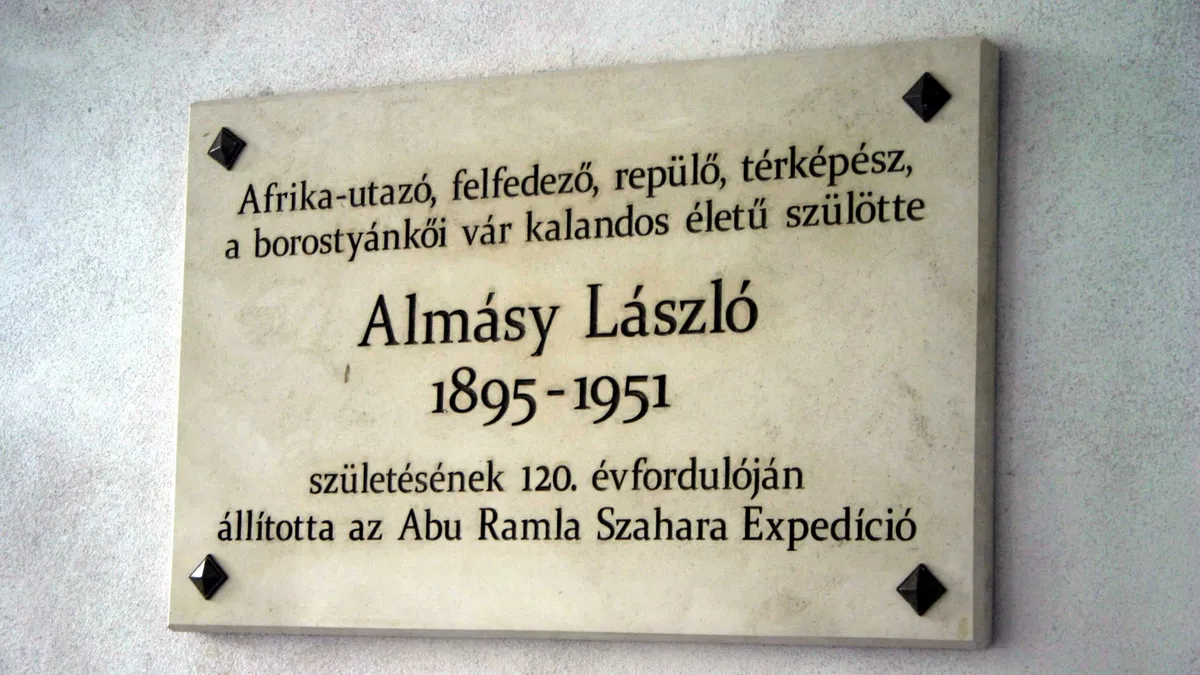 Afrika-utazó, felfedező, repülő, térképész,
a borostyánkői vár kalandos életű szülötte
Almásy László
1895-1951
születésének 120. évfordulóján
állította az Abu Ramla Szahara Expedíció